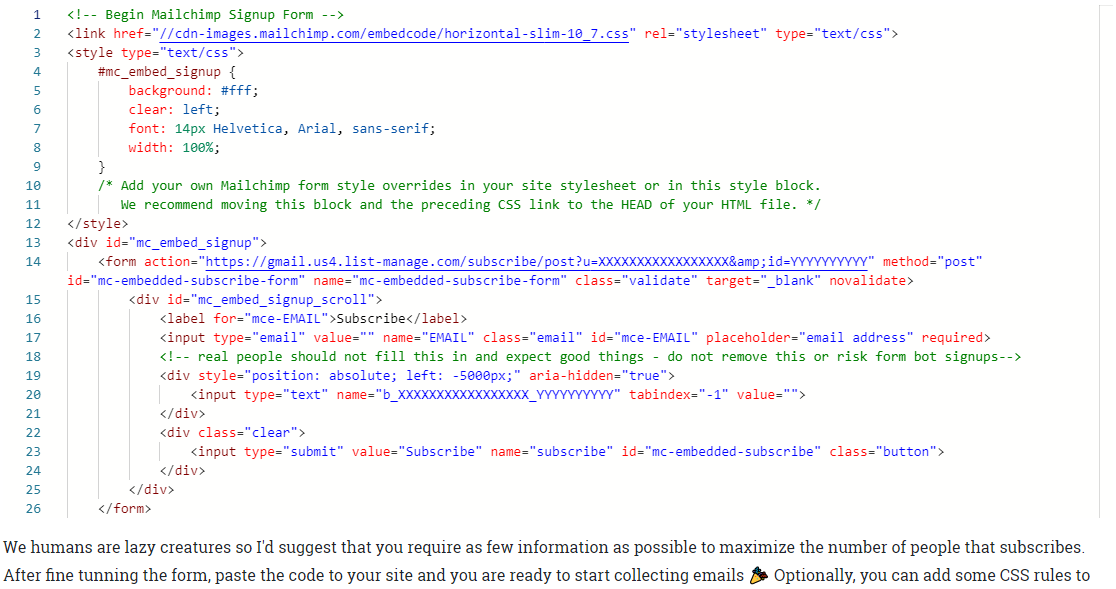 1 <!-- Begin Mailchimp Signup Form -->
2 <link href="//cdn-images.mailchimp.com/embedcode/horizontal-slim-10_7.css" rel="stylesheet" type="text/css">
3 <style type="text/css">
4 #mc_embed_signup {
5 background: #fff;
6 clear: left;
7 font: 14px Helvetica, Arial, sans-serif;
8 width: 100%;
9 }
10 /* Add your own Mailchimp form style overrides in your site stylesheet or in this style block.
11 We recommend moving this block and the preceding CSS link to the HEAD of your HTML file. */
12 </style>
13 <div id="mc_embed_signup">
14 <form action="https://gmail.us4.list-manage.com/subscribe/post?u=XXXXXXXXXXXXXXXXX&amp;id=YYYYYYYYYY" method="post"
id="mc-embedded-subscribe-form" name="mc-embedded-subscribe-form" class="validate" target="_blank" novalidate>
15 <div id="mc_embed_signup_scroll">
16 <label for="mce-EMAIL">Subscribe</label>
17 <input type="email" value="" name="EMAIL" class="email" id="mce-EMAIL" placeholder="email address" required>
18 <!-- real people should not fill this in and expect good things - do not remove this or risk form bot signups-->
19 <div style="position: absolute; left: -5000px;" aria-hidden="true">
20 <input type="text" name="b_XXXXXXXXXXXXXXXXX_YYYYYYYYYY" tabindex="-1" value="">
21 </div>
22 <div class="clear">
23 <input type="submit" value="Subscribe" name="subscribe" id="mc-embedded-subscribe" class="button">
24 </div>
25 </div>
26 </form>
We humans are lazy creatures so I'd suggest that you require as few information as possible to maximize the number of people that subscribes.
After fine tunning the form, paste the code to your site and you are ready to start collecting emails 🎉 Optionally, you can add some CSS rules to